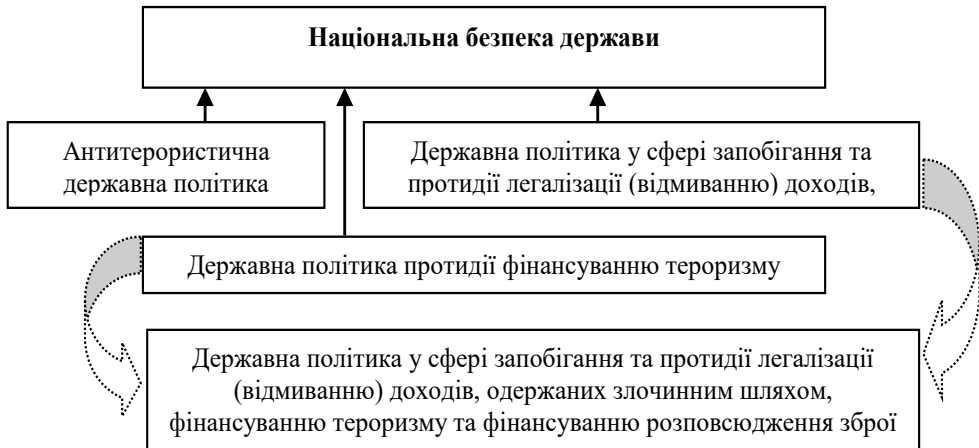 Національна безпека держави
Антитерористична
державна політика
Державна політика у сфері запобігання та
протидії легалізації (відмиванню) доходів,
Державна політика протидії фінансуванню тероризму
Державна політика у сфері запобігання та протидії легалізації
(відмиванню) доходів, одержаних злочинним шляхом,
фінансуванню тероризму та фінансуванню розповсюдження зброї